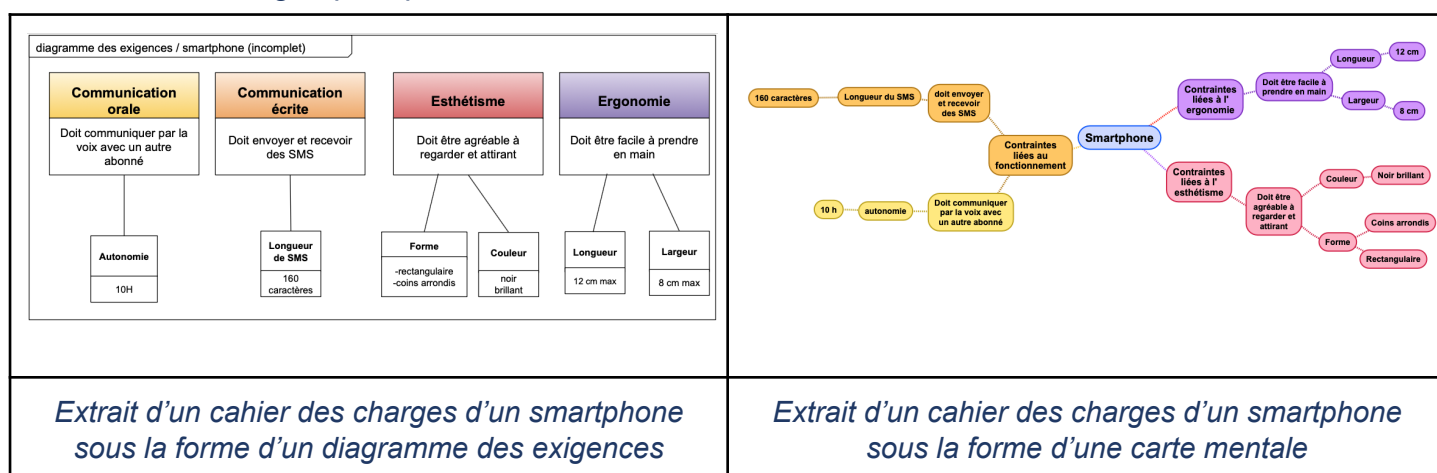 diagramme des exigences / smartphone (incomplet)
Communication
orale
Doit communiquer par la
voix avec un autre
abonné
Autonomie
10H
Communication
écrite
Doit envoyer et recevoir
des SMS
Longueur
de SMS
160
caractères
Esthétisme
Doit être agréable à
regarder et attirant
Forme
-rectangulaire
-coins arrondis
Couleur
noir
brillant
Ergonomie
Doit être facile à prendre
en main
Longueur
12 cm max
Largeur
8 cm max
Smartphone
Contraintes
liées au
fonctionnement
doit envoyer
et recevoir
des SMS
Longueur du SMS
160 caractères
Doit communiquer
par la voix avec
un autre abonné
autonomie
10 h
Contraintes
liées à l'
ergonomie
Doit être facile à
prendre en main
Longueur
12 cm
Largeur
8 cm
Contraintes
liées à l'
esthétisme
Doit être
agréable à
regarder et
attirant
Couleur
Noir brillant
Forme
Coins arrondis
Rectangulaire
Extrait d’un cahier des charges d’un smartphone
sous la forme d’un diagramme des exigences
Extrait d’un cahier des charges d’un smartphone
sous la forme d’une carte mentale